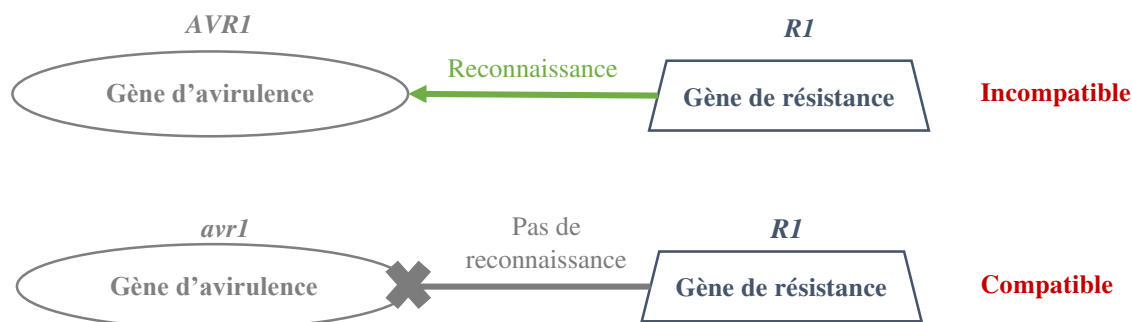 AVR1
R1
Reconnaissance
Gène d'avirulence
Gène de résistance
Incompatible
avr1
Pas de
reconnaissance
R1
Gène d'avirulence
Gène de résistance
Compatible